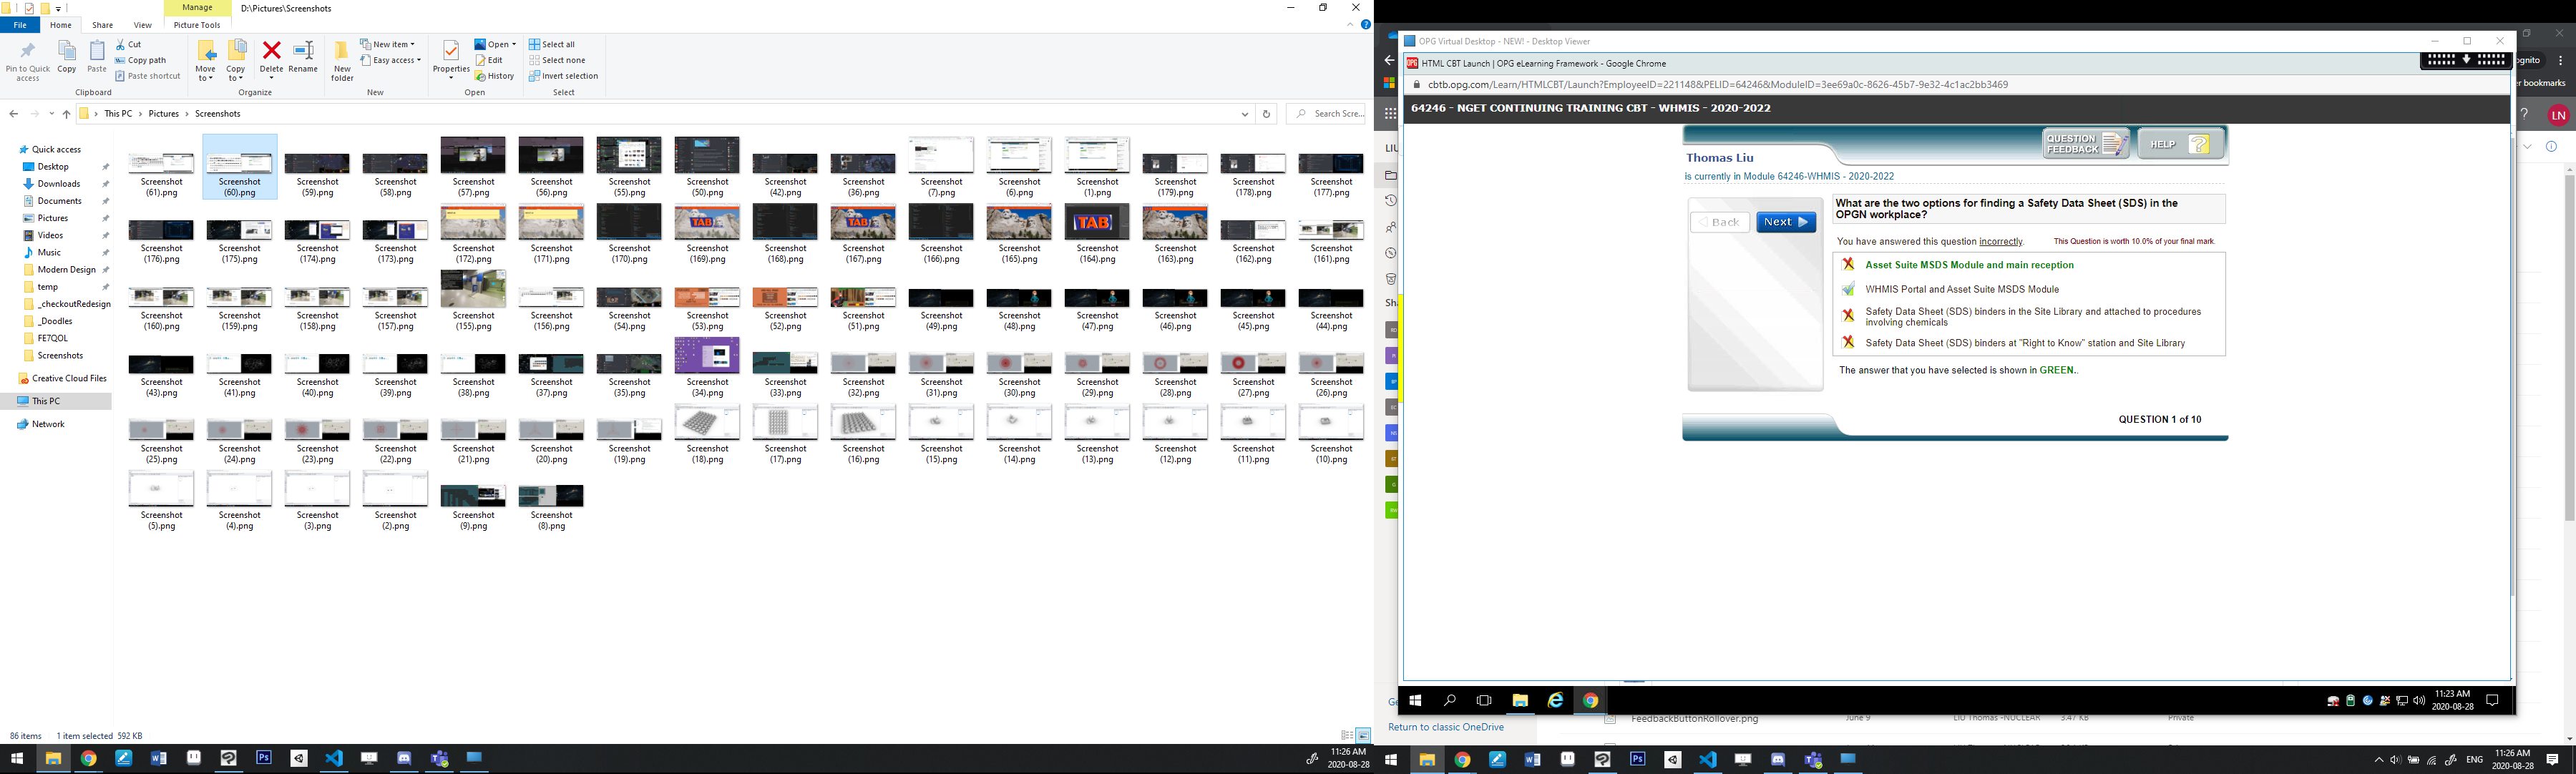 Manage
D:\Pictures\Screenshots
File
Home
Share
View
Picture Tools
Pin to Quick access
Copy
Paste
Cut
Copy path
Paste shortcut
Clipboard
Move to
Copy to
Delete
Rename
Organize
New folder
New item
Easy access
New
Properties
Open
Edit
History
Open
Select all
Select none
Invert selection
Select
This PC
Pictures
Screenshots
Search Scre...
Quick access
Desktop
Downloads
Documents
Pictures
Videos
Music
Modern Design
temp
_checkoutRedesign
_Doodles
FE7QOL
Screenshots
Creative Cloud Files
This PC
Network
Screenshot (61).png
Screenshot (60).png
Screenshot (59).png
Screenshot (58).png
Screenshot (57).png
Screenshot (56).png
Screenshot (55).png
Screenshot (50).png
Screenshot (42).png
Screenshot (36).png
Screenshot (7).png
Screenshot (6).png
Screenshot (1).png
Screenshot (179).png
Screenshot (178).png
Screenshot (177).png
Screenshot (176).png
Screenshot (175).png
Screenshot (174).png
Screenshot (173).png
Screenshot (172).png
Screenshot (171).png
Screenshot (170).png
Screenshot (169).png
Screenshot (168).png
Screenshot (167).png
Screenshot (166).png
Screenshot (165).png
Screenshot (164).png
Screenshot (163).png
Screenshot (162).png
Screenshot (161).png
Screenshot (160).png
Screenshot (159).png
Screenshot (158).png
Screenshot (157).png
Screenshot (155).png
Screenshot (156).png
Screenshot (54).png
Screenshot (53).png
Screenshot (52).png
Screenshot (51).png
Screenshot (49).png
Screenshot (48).png
Screenshot (47).png
Screenshot (46).png
Screenshot (45).png
Screenshot (44).png
Screenshot (43).png
Screenshot (41).png
Screenshot (40).png
Screenshot (39).png
Screenshot (38).png
Screenshot (37).png
Screenshot (35).png
Screenshot (34).png
Screenshot (33).png
Screenshot (32).png
Screenshot (31).png
Screenshot (30).png
Screenshot (29).png
Screenshot (28).png
Screenshot (27).png
Screenshot (26).png
Screenshot (25).png
Screenshot (24).png
Screenshot (23).png
Screenshot (22).png
Screenshot (21).png
Screenshot (20).png
Screenshot (19).png
Screenshot (18).png
Screenshot (17).png
Screenshot (16).png
Screenshot (15).png
Screenshot (14).png
Screenshot (13).png
Screenshot (12).png
Screenshot (11).png
Screenshot (10).png
Screenshot (5).png
Screenshot (4).png
Screenshot (3).png
Screenshot (2).png
Screenshot (9).png
Screenshot (8).png
TAB
TAB
TAB
86 items
1 item selected 592 KB
11:26 AM
2020-08-28
OPG Virtual Desktop - NEW! - Desktop Viewer
HTML CBT Launch | OPG eLearning Framework - Google Chrome
cbtb.opg.com/Learn/HTMLCBT/Launch?EmployeeID=221148&PELID=64246&ModuleID=3ee69a0c-8626-45b7-9e32-4c1ac2bb3469
64246 - NGET CONTINUING TRAINING CBT - WHMIS - 2020-2022
QUESTION FEEDBACK
HELP
Thomas Liu
is currently in Module 64246-WHMIS - 2020-2022
Back
Next
What are the two options for finding a Safety Data Sheet (SDS) in the
OPGN workplace?
You have answered this question incorrectly.
This Question is worth 10.0% of your final mark.
Asset Suite MSDS Module and main reception
WHMIS Portal and Asset Suite MSDS Module
Safety Data Sheet (SDS) binders in the Site Library and attached to procedures
involving chemicals
Safety Data Sheet (SDS) binders at "Right to Know" station and Site Library
The answer that you have selected is shown in GREEN..
QUESTION 1 of 10
11:23 AM
2020-08-28
ognito
r bookmarks
LN
LIU
Sha
Ge
Return to classic OneDrive
FeedbackButtonRollover.png
June 9
LIU Thomas -NUCLEAR
3.47 KB
Private
ENG
11:26 AM
2020-08-28